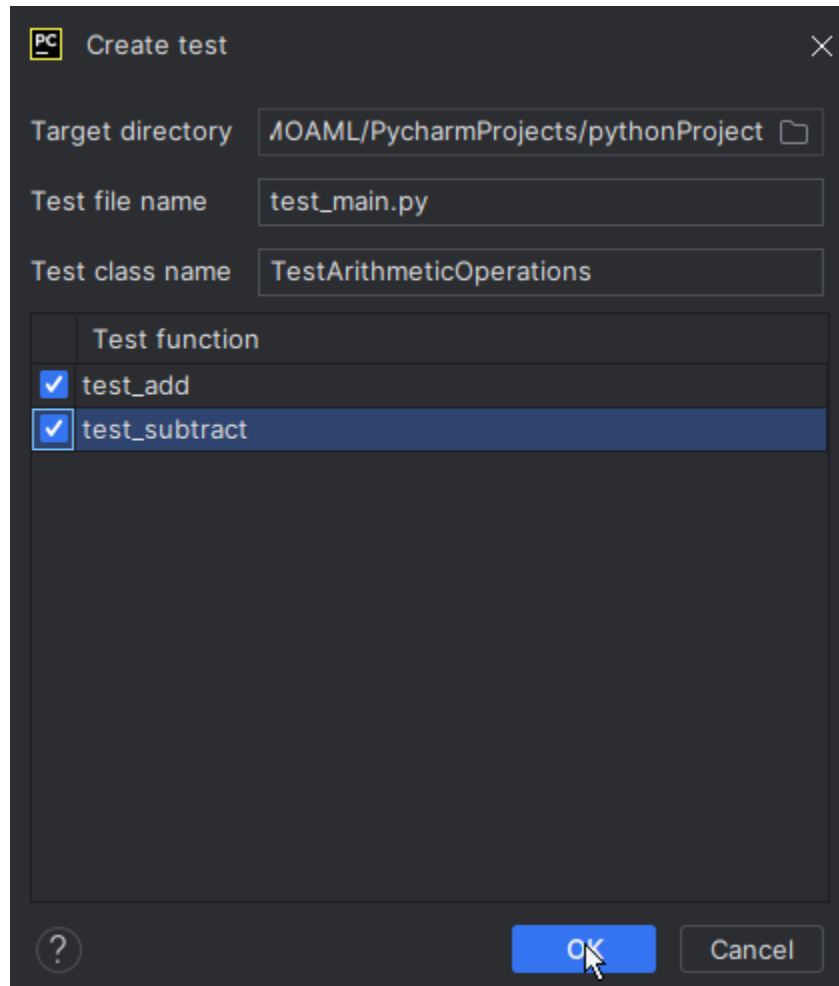 PC Create test
Target directory /PycharmProjects/pythonProject
Test file name test_main.py
Test class name TestArithmeticOperations
Test function
test_add
test_subtract
? OK Cancel